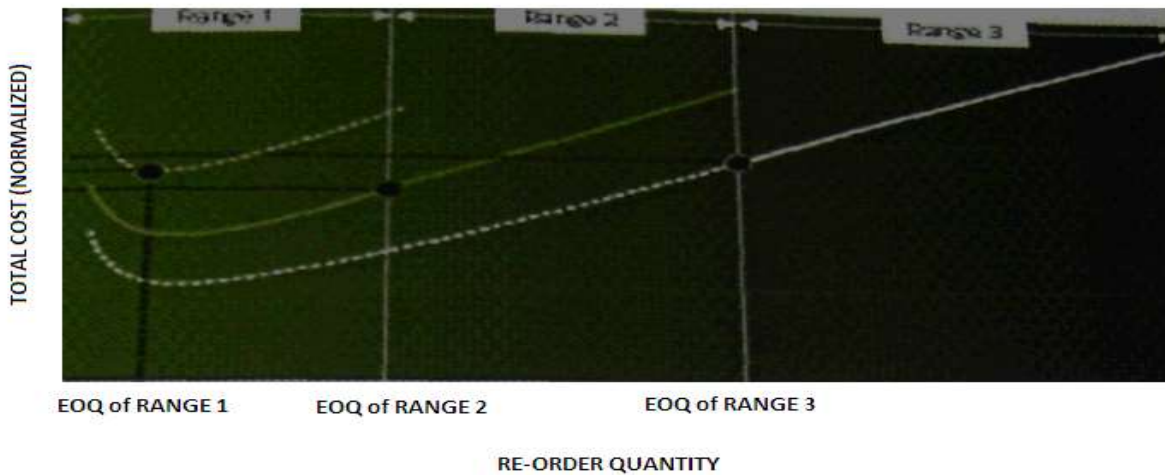 Range 1
Range 2
Range 3
TOTAL COST (NORMALIZED)
EOQ of RANGE 1
EOQ of RANGE 2
EOQ of RANGE 3
RE-ORDER QUANTITY